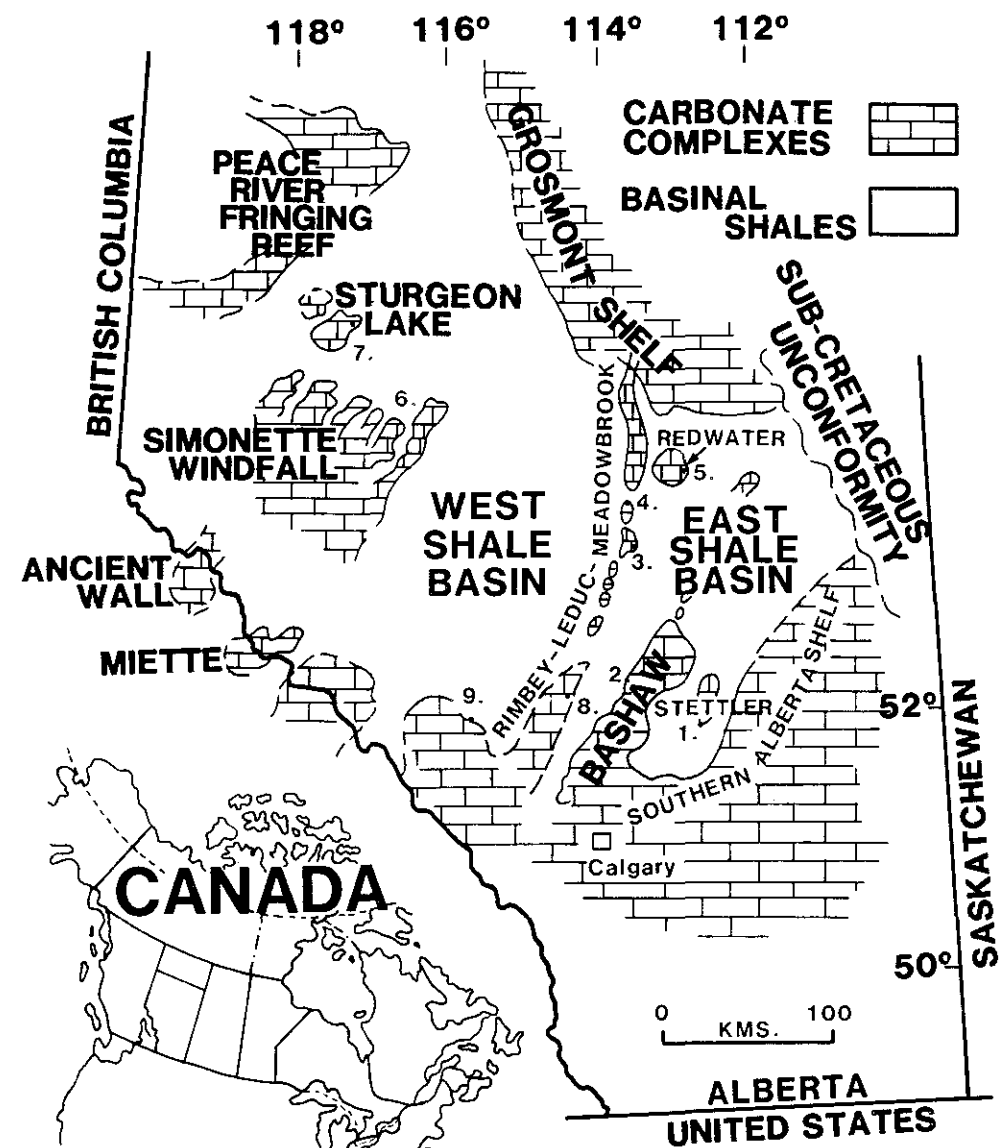 118º 116º 114º 112º
BRITISH COLUMBIA
PEACE
RIVER
FRINGING
REEF
GROSMONT SHELF
CARBONATE
COMPLEXES
BASINAL
SHALES
STURGEON
LAKE
7.
SUB-CRETACEOUS
UNCONFORMITY
6.
SIMONETTE
WINDFALL
RIMBEY-LEDUC-MEADOWBROOK
REDWATER
5.
4.
WEST
SHALE
BASIN
EAST
SHALE
BASIN
3.
ANCIENT
WALL
MIETTE
2.
BASHAW
STETTLER
1.
8.
9.
SOUTHERN ALBERTA SHELF
52º
SASKATCHEWAN
Calgary
CANADA
50º
0 100
KMS.
ALBERTA
UNITED STATES